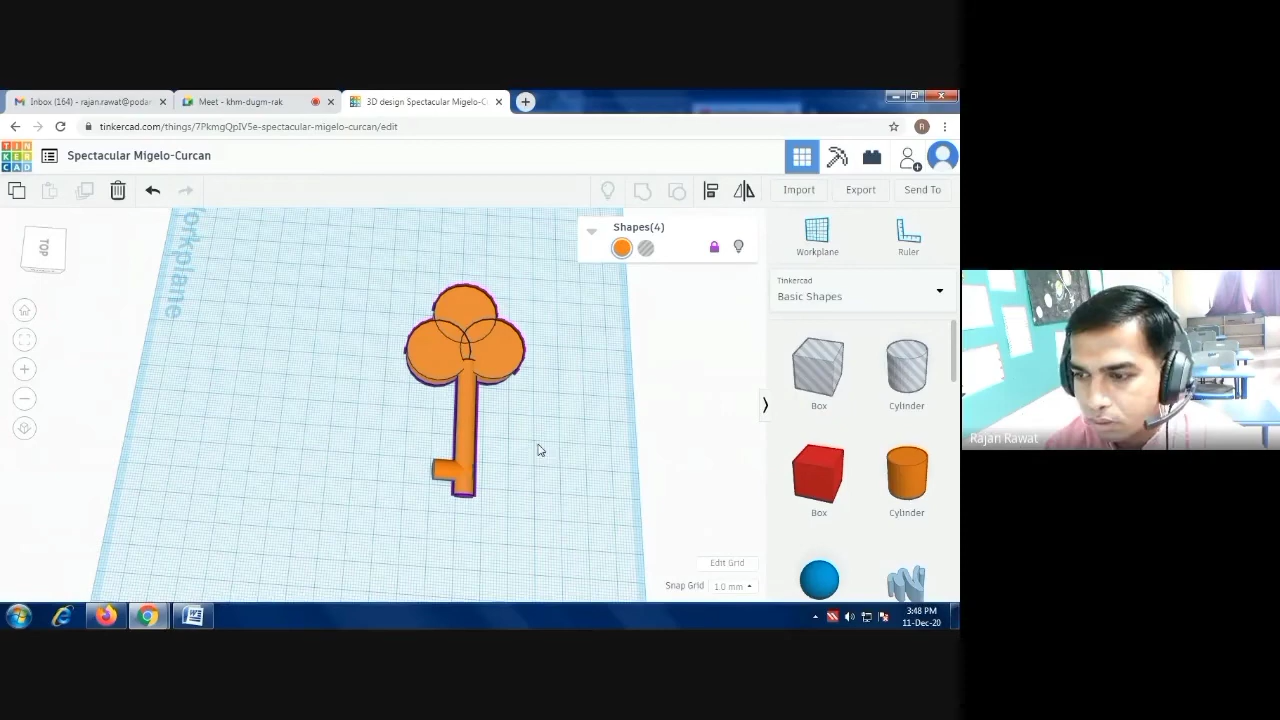 Inbox (164) - rajan.rawat@podar
Meet - khm-dugm-rak
3D design Spectacular Migelo-C
tinkercad.com/things/7PkmgQpIV5e-spectacular-migelo-curcan/edit
R
TIN
KER
CAD
Spectacular Migelo-Curcan
Import
Export
Send To
Workplane
TOP
Shapes(4)
Workplane
Ruler
Tinkercad
Basic Shapes
Box
Cylinder
Box
Cylinder
Edit Grid
Snap Grid
1.0 mm
3:48 PM
11-Dec-20
Rajan Rawat